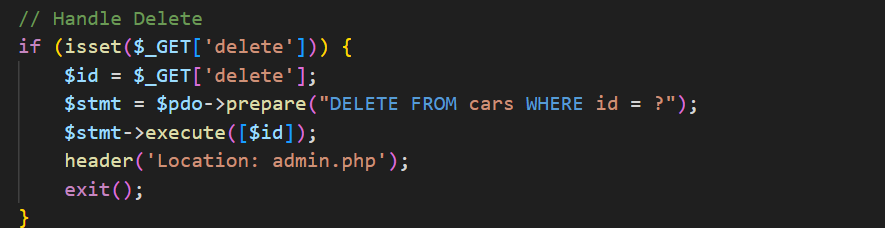 // Handle Delete
if (isset($_GET['delete'])) {
    $id = $_GET['delete'];
    $stmt = $pdo->prepare("DELETE FROM cars WHERE id = ?");
    $stmt->execute([$id]);
    header('Location: admin.php');
    exit();
}